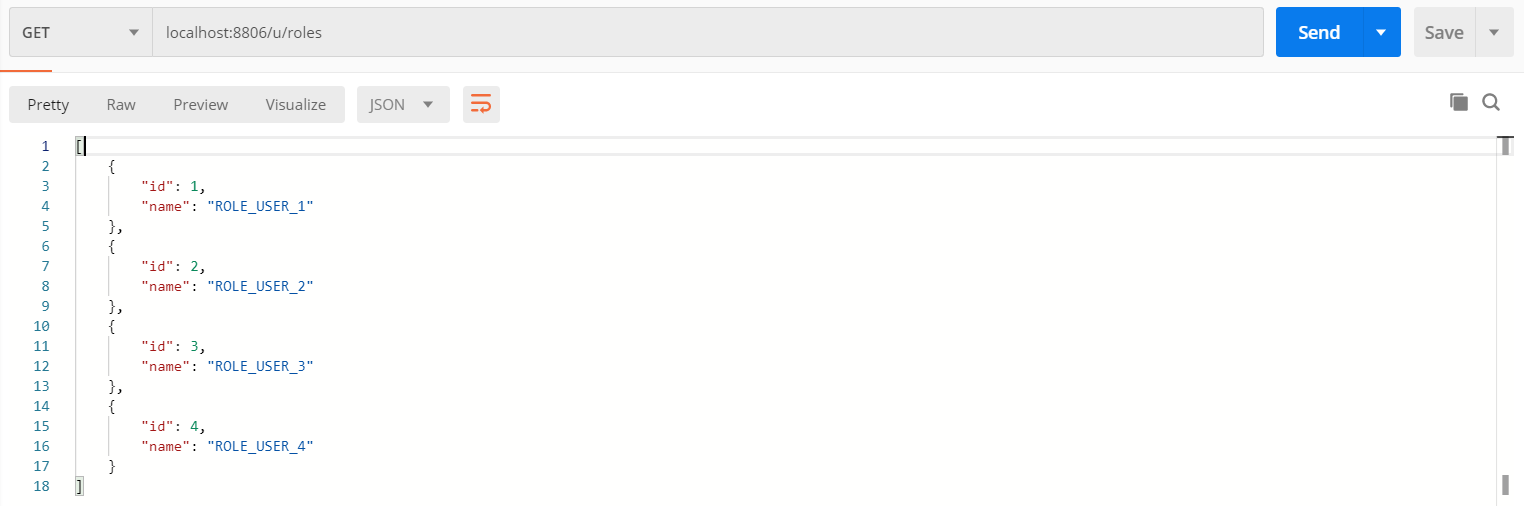 GET localhost:8806/u/roles Send Save
Pretty Raw Preview Visualize JSON
1 [
2 {
3 "id": 1,
4 "name": "ROLE_USER_1"
5 },
6 {
7 "id": 2,
8 "name": "ROLE_USER_2"
9 },
10 {
11 "id": 3,
12 "name": "ROLE_USER_3"
13 },
14 {
15 "id": 4,
16 "name": "ROLE_USER_4"
17 }
18 ]